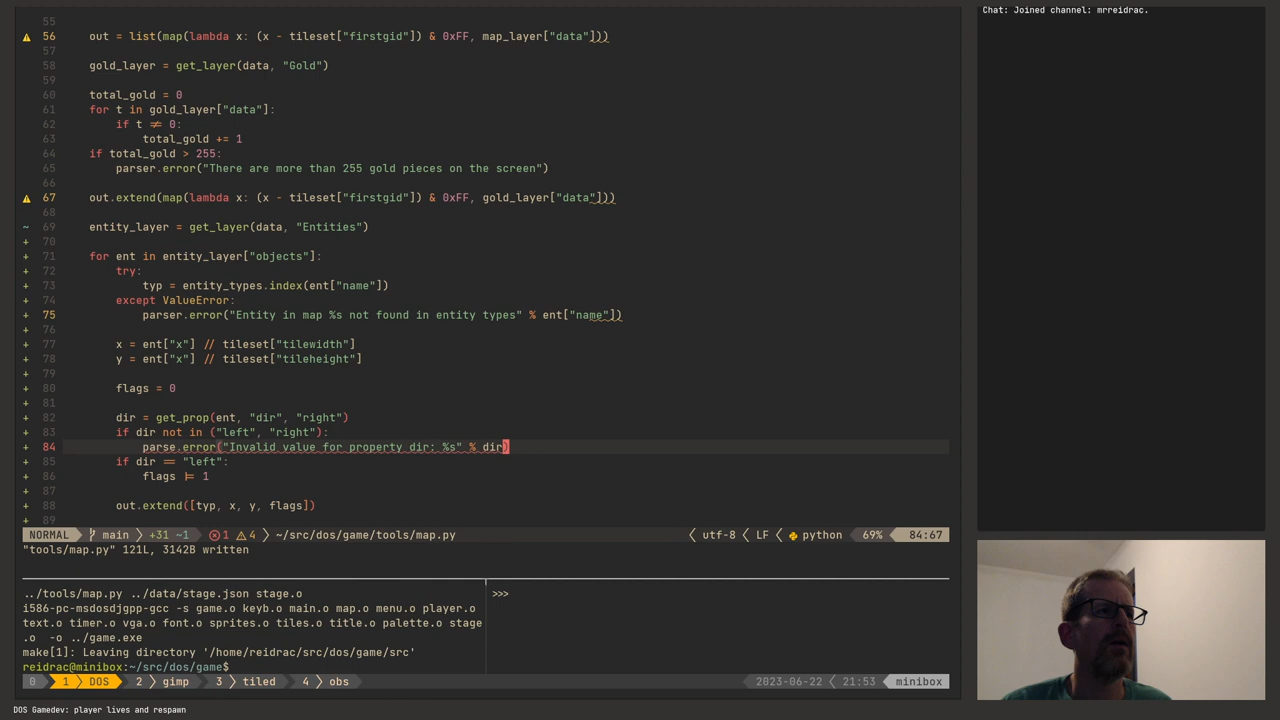 Chat: Joined channel: mrreidrac.
55
56 out = list(map(lambda x: (x - tileset["firstgid"]) & 0xFF, map_layer["data"]))
57
58 gold_layer = get_layer(data, "Gold")
59
60 total_gold = 0
61 for t in gold_layer["data"]:
62 if t ≠ 0:
63 total_gold += 1
64 if total_gold > 255:
65 parser.error("There are more than 255 gold pieces on the screen")
66
67 out.extend(map(lambda x: (x - tileset["firstgid"]) & 0xFF, gold_layer["data"]))
68
~ 69 entity_layer = get_layer(data, "Entities")
+ 70
+ 71 for ent in entity_layer["objects"]:
+ 72 try:
+ 73 typ = entity_types.index(ent["name"])
+ 74 except ValueError:
+ 75 parser.error("Entity in map %s not found in entity types" % ent["name"])
+ 76
+ 77 x = ent["x"] // tileset["tilewidth"]
+ 78 y = ent["x"] // tileset["tileheight"]
+ 79
+ 80 flags = 0
+ 81
+ 82 dir = get_prop(ent, "dir", "right")
+ 83 if dir not in ("left", "right"):
+ 84 parse.error("Invalid value for property dir: %s" % dir)
+ 85 if dir == "left":
+ 86 flags |= 1
+ 87
+ 88 out.extend([typ, x, y, flags])
+ 89
NORMAL main +31 ~1 1 4 ~/src/dos/game/tools/map.py utf-8 LF python 69% 84:67
"tools/map.py" 121L, 3142B written
../tools/map.py ../data/stage.json stage.o
i586-pc-msdosdjgpp-gcc -s game.o keyb.o main.o map.o menu.o player.o
text.o timer.o vga.o font.o sprites.o tiles.o title.o palette.o stage
.o -o ../game.exe
make[1]: Leaving directory '/home/reidrac/src/dos/game/src'
reidrac@minibox:~/src/dos/game$
>>>
0 1 DOS 2 gimp 3 tiled 4 obs 2023-06-22 21:53 minibox
DOS Gamedev: player lives and respawn